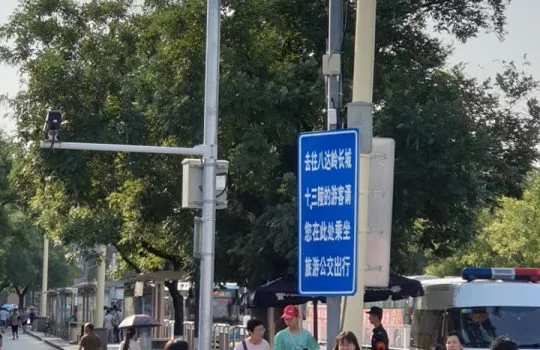 去往八达岭长城
十三陵的游客请
您在此处乘坐
旅游公交出行